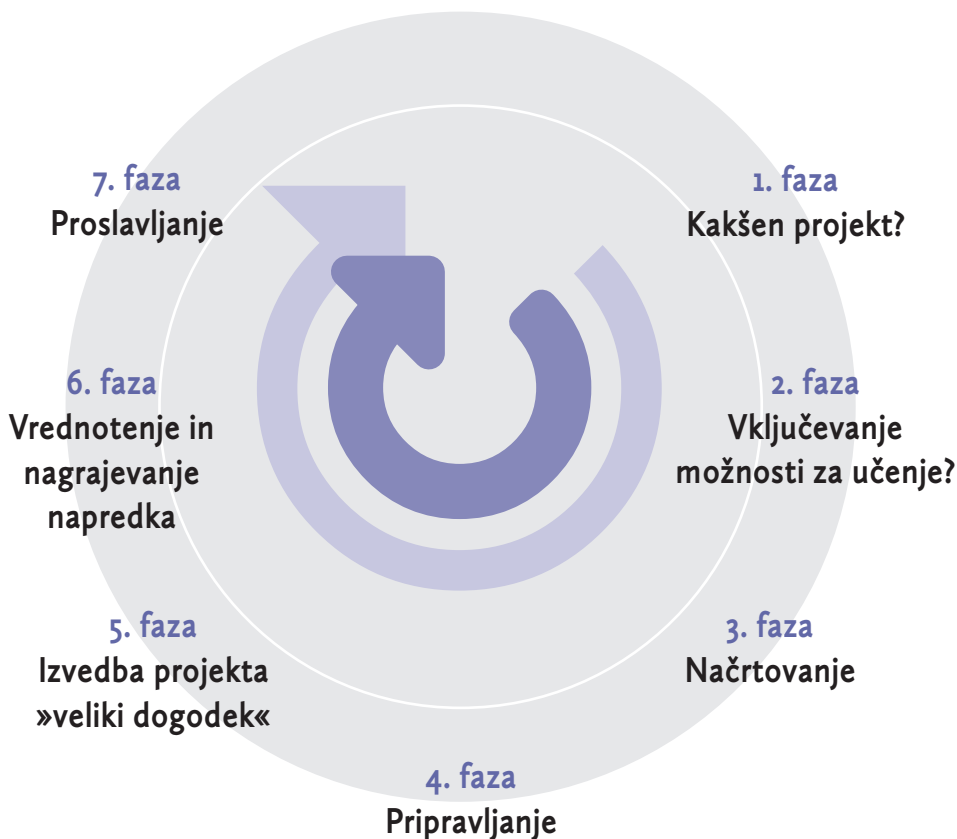 1. faza
Kakšen projekt?
2. faza
Vključevanje
možnosti za učenje?
3. faza
Načrtovanje
4. faza
Pripravljanje
5. faza
Izvedba projekta
»veliki dogodek«
6. faza
Vrednotenje in
nagrajevanje
napredka
7. faza
Proslavljanje